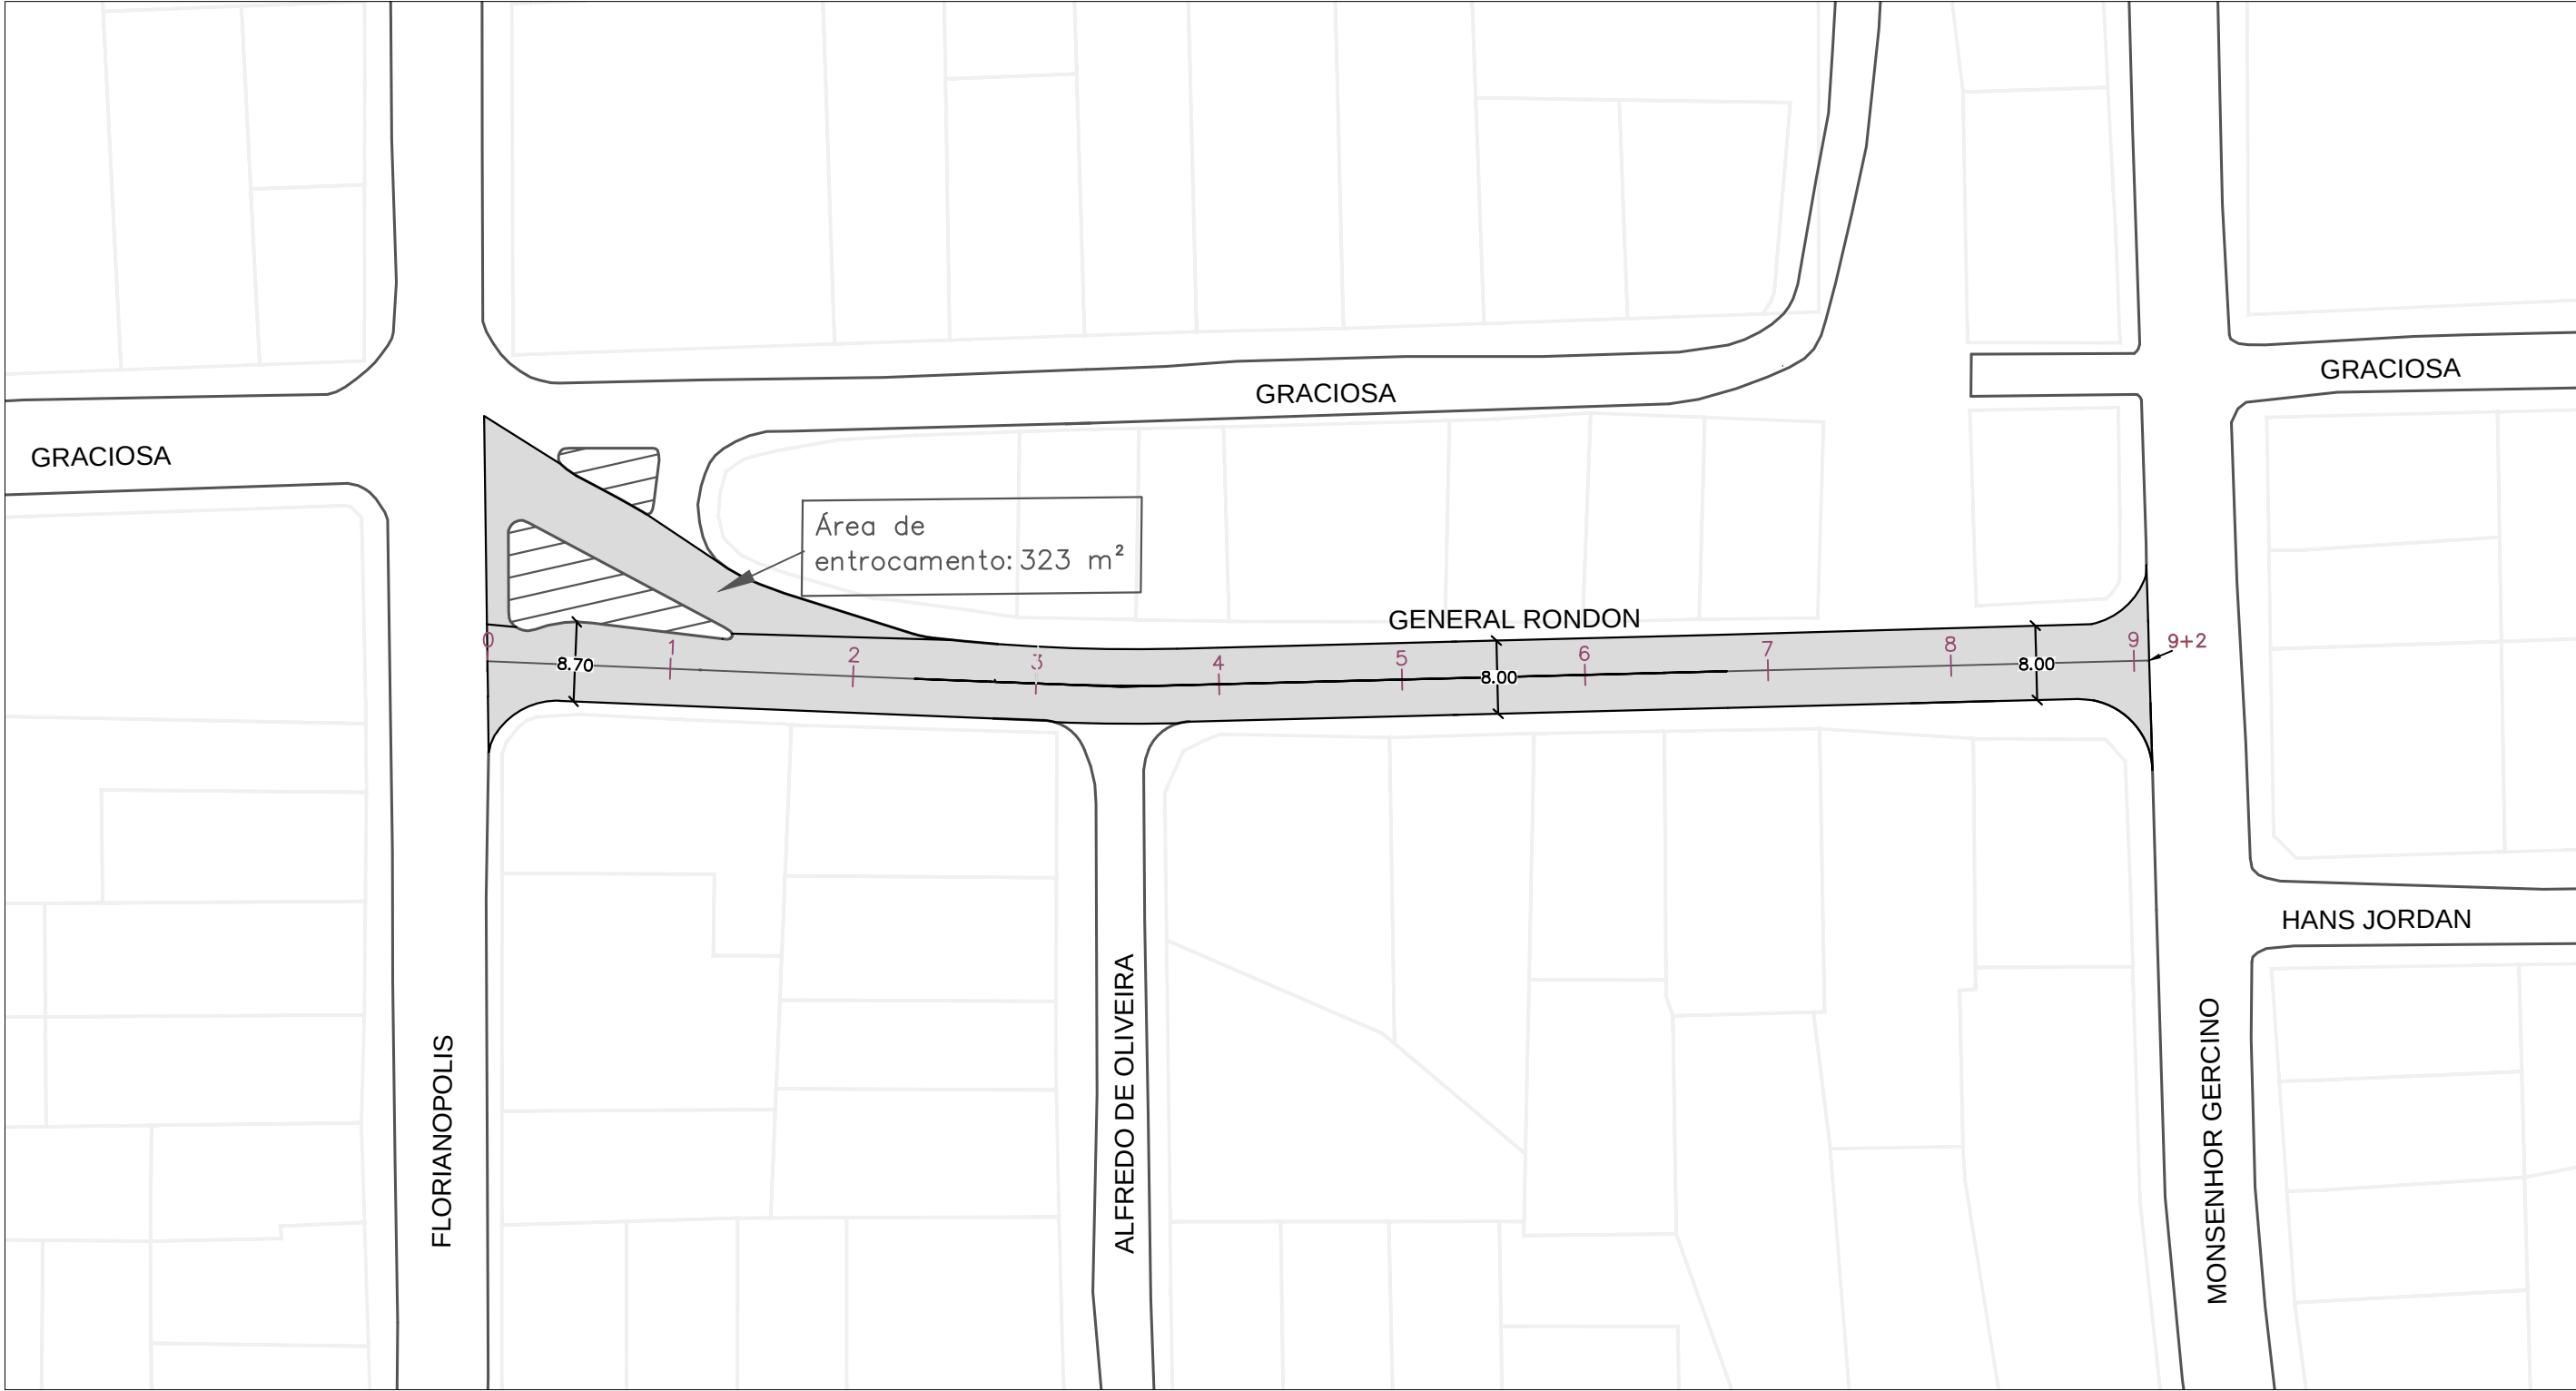 GRACIOSA
GRACIOSA
GRACIOSA
Área de
entrocamento: 323 m²
GENERAL RONDON
0
1
2
3
4
5
6
7
8
9
9+2
8.70
8.00
8.00
HANS JORDAN
FLORIANOPOLIS
ALFREDO DE OLIVEIRA
MONSENHOR GERCINO